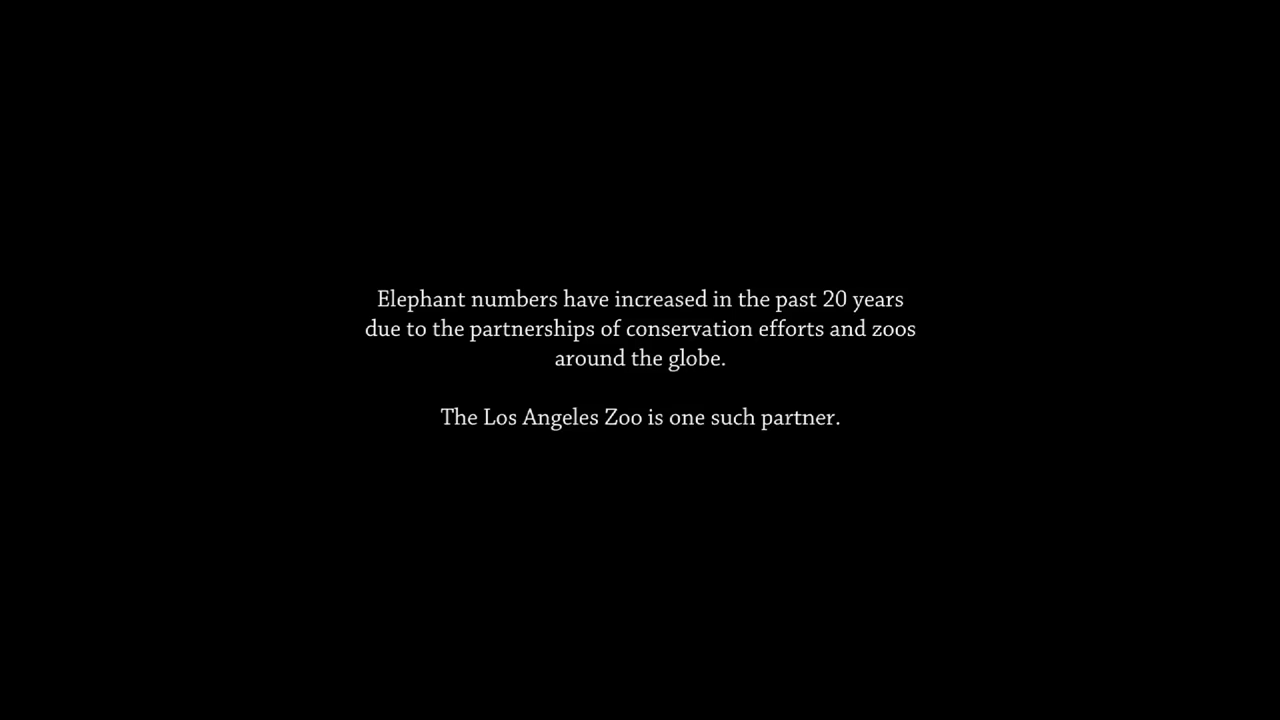 Elephant numbers have increased in the past 20 years
due to the partnerships of conservation efforts and zoos
around the globe.
The Los Angeles Zoo is one such partner.